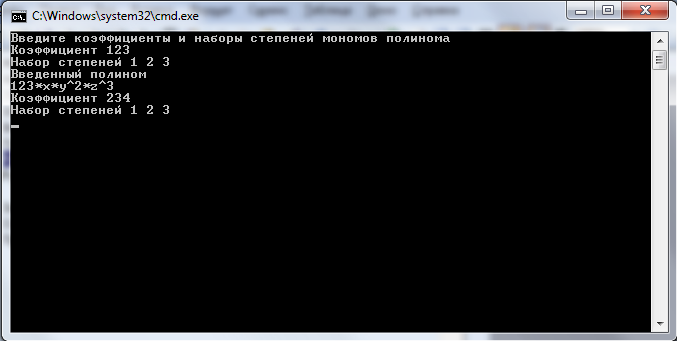 C:\Windows\system32\cmd.exe
Введите коэффициенты и наборы степеней мономов полинома
Коэффициент 123
Набор степеней 1 2 3
Введенный полином
123*x*y^2*z^3
Коэффициент 234
Набор степеней 1 2 3